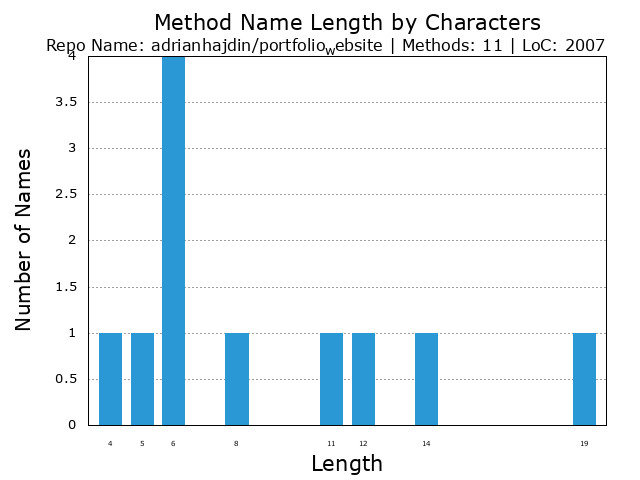 Method Name Length by Characters
Repo Name: adrianhajdin/portfoliowebsite | Methods: 11 | LoC: 2007
4
3.5
3
2.5
2
1.5
1
0.5
0
Number of Names
4 5 6 8 11 12 14 19
Length